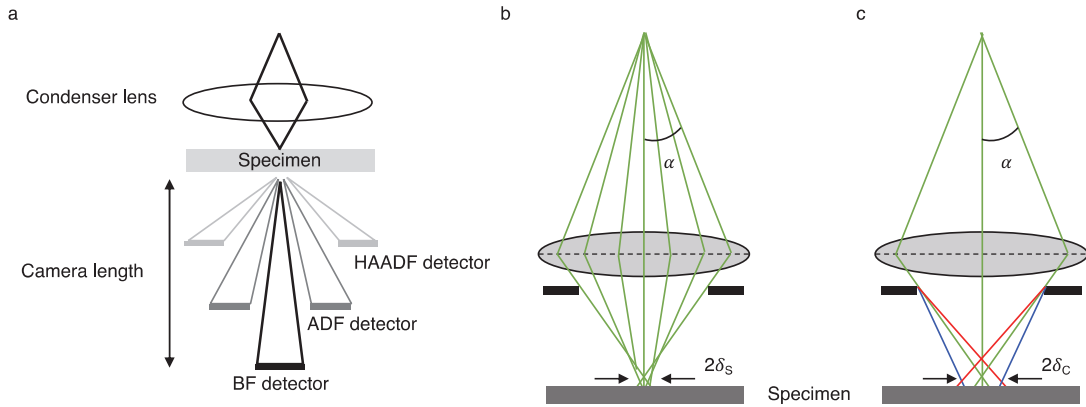 a
Condenser lens
Specimen
Camera length
HAADF detector
ADF detector
BF detector
b
α
2δS
Specimen
c
α
2δC